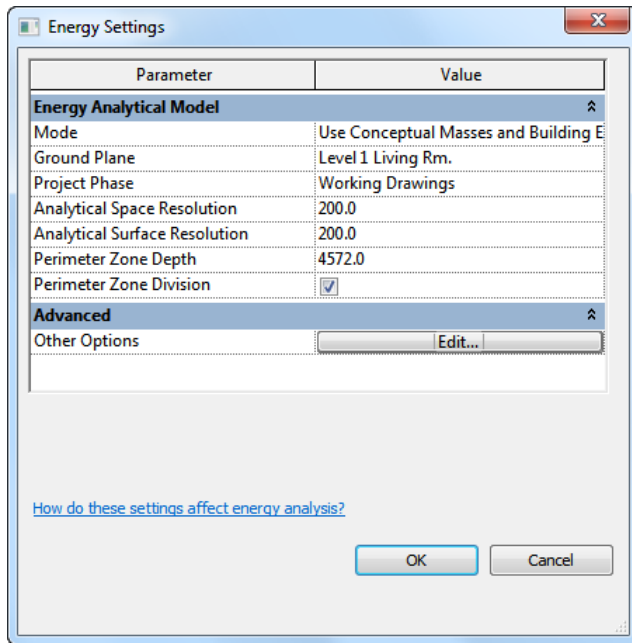 Energy Settings
Parameter Value
Energy Analytical Model
Mode Use Conceptual Masses and Building E
Ground Plane Level 1 Living Rm.
Project Phase Working Drawings
Analytical Space Resolution 200.0
Analytical Surface Resolution 200.0
Perimeter Zone Depth 4572.0
Perimeter Zone Division
Advanced
Other Options Edit...
How do these settings affect energy analysis?
OK Cancel